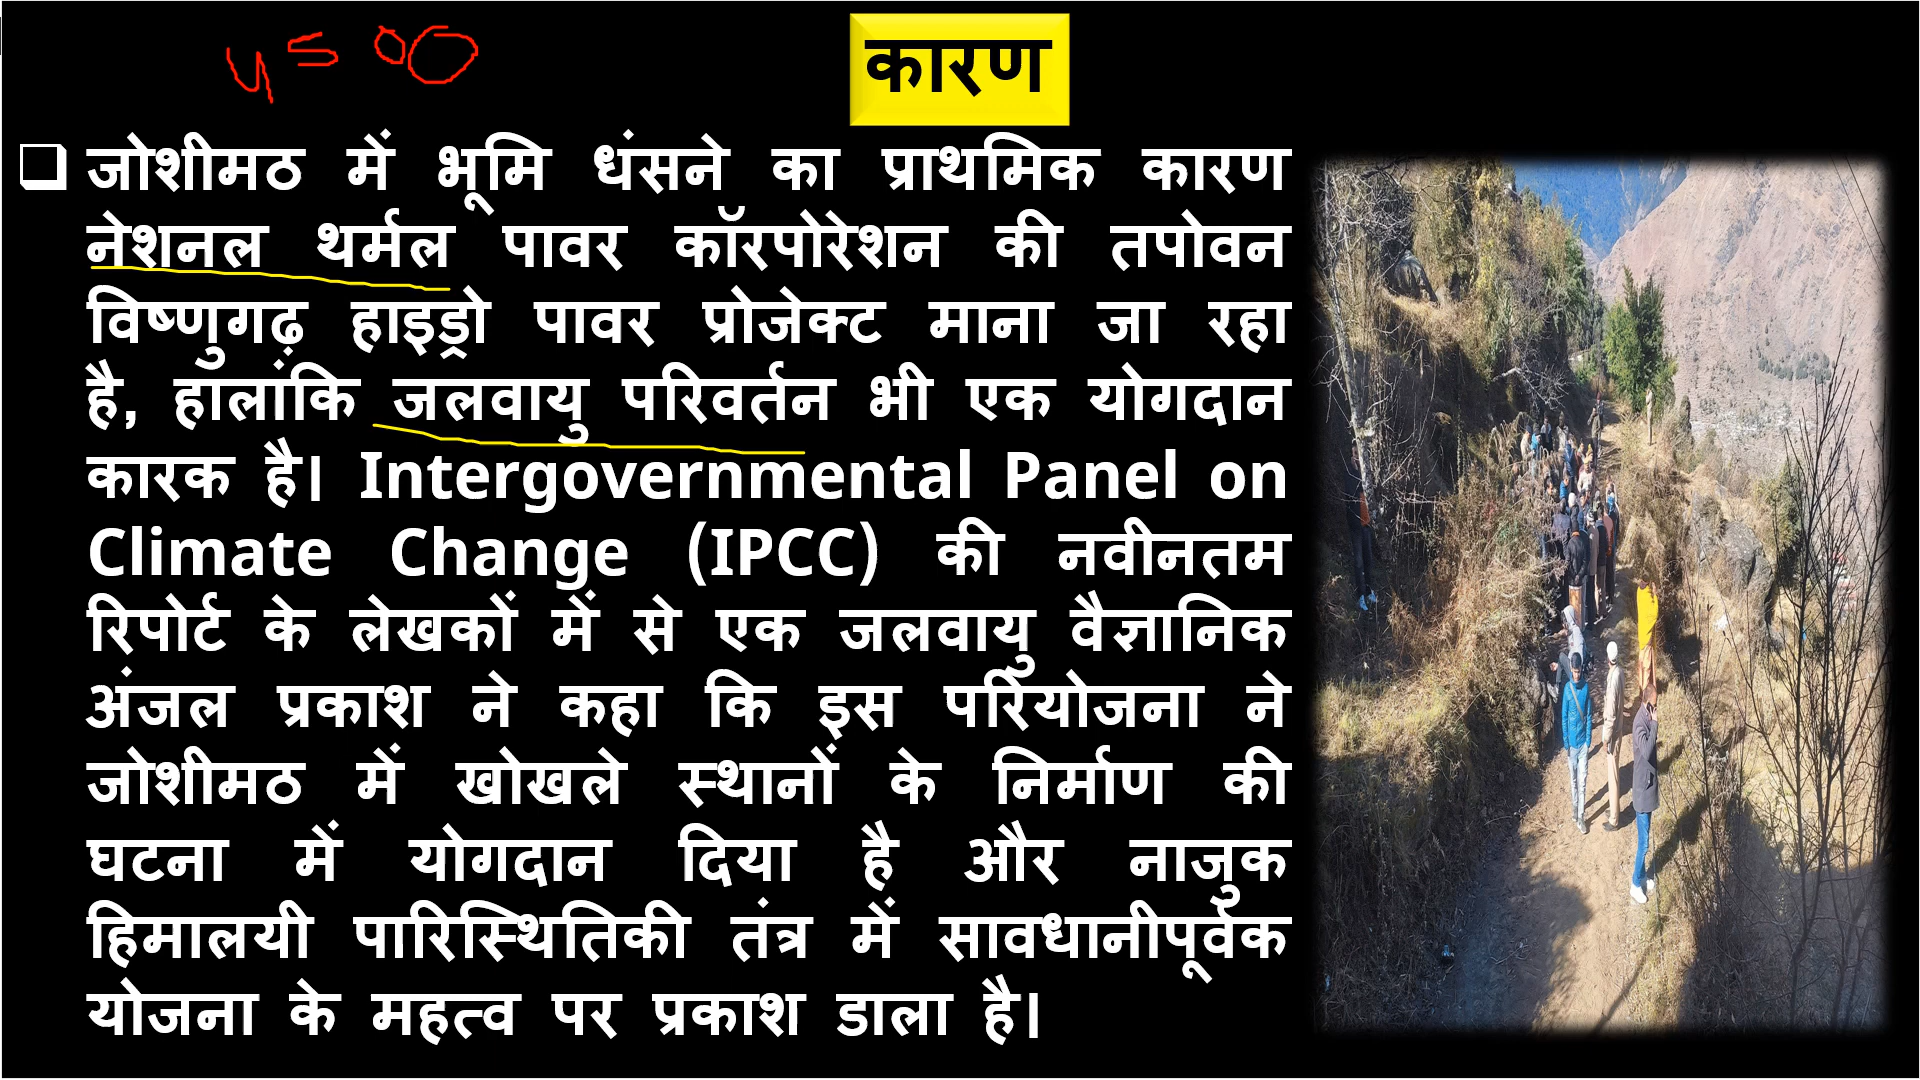 कारण
जोशीमठ में भूमि धंसने का प्राथमिक कारण
नेशनल थर्मल पावर कॉरपोरेशन की तपोवन
विष्णुगढ़ हाइड्रो पावर प्रोजेक्ट माना जा रहा
है, हालांकि जलवायु परिवर्तन भी एक योगदान
कारक है। Intergovernmental Panel on
Climate Change (IPCC) की नवीनतम
रिपोर्ट के लेखकों में से एक जलवायु वैज्ञानिक
अंजल प्रकाश ने कहा कि इस परियोजना ने
जोशीमठ में खोखले स्थानों के निर्माण की
घटना में योगदान दिया है और नाजुक
हिमालयी पारिस्थितिकी तंत्र में सावधानीपूर्वक
योजना के महत्व पर प्रकाश डाला है।